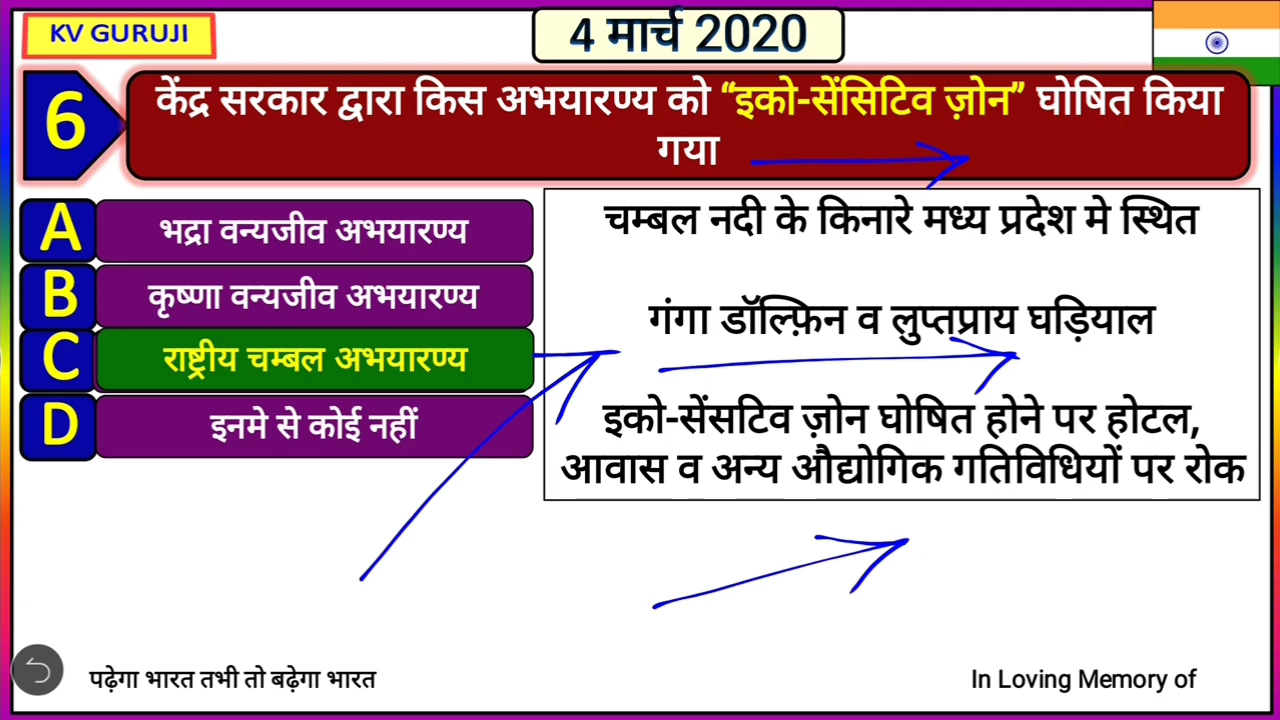 KV GURUJI
4 मार्च 2020
6
केंद्र सरकार द्वारा किस अभयारण्य को “इको-सेंसिटिव ज़ोन” घोषित किया
गया
A
भद्रा वन्यजीव अभयारण्य
B
कृष्णा वन्यजीव अभयारण्य
C
राष्ट्रीय चम्बल अभयारण्य
D
इनमे से कोई नहीं
चम्बल नदी के किनारे मध्य प्रदेश मे स्थित
गंगा डॉल्फ़िन व लुप्तप्राय घड़ियाल
इको-सेंसटिव ज़ोन घोषित होने पर होटल,
आवास व अन्य औद्योगिक गतिविधियों पर रोक
पढ़ेगा भारत तभी तो बढ़ेगा भारत
In Loving Memory of